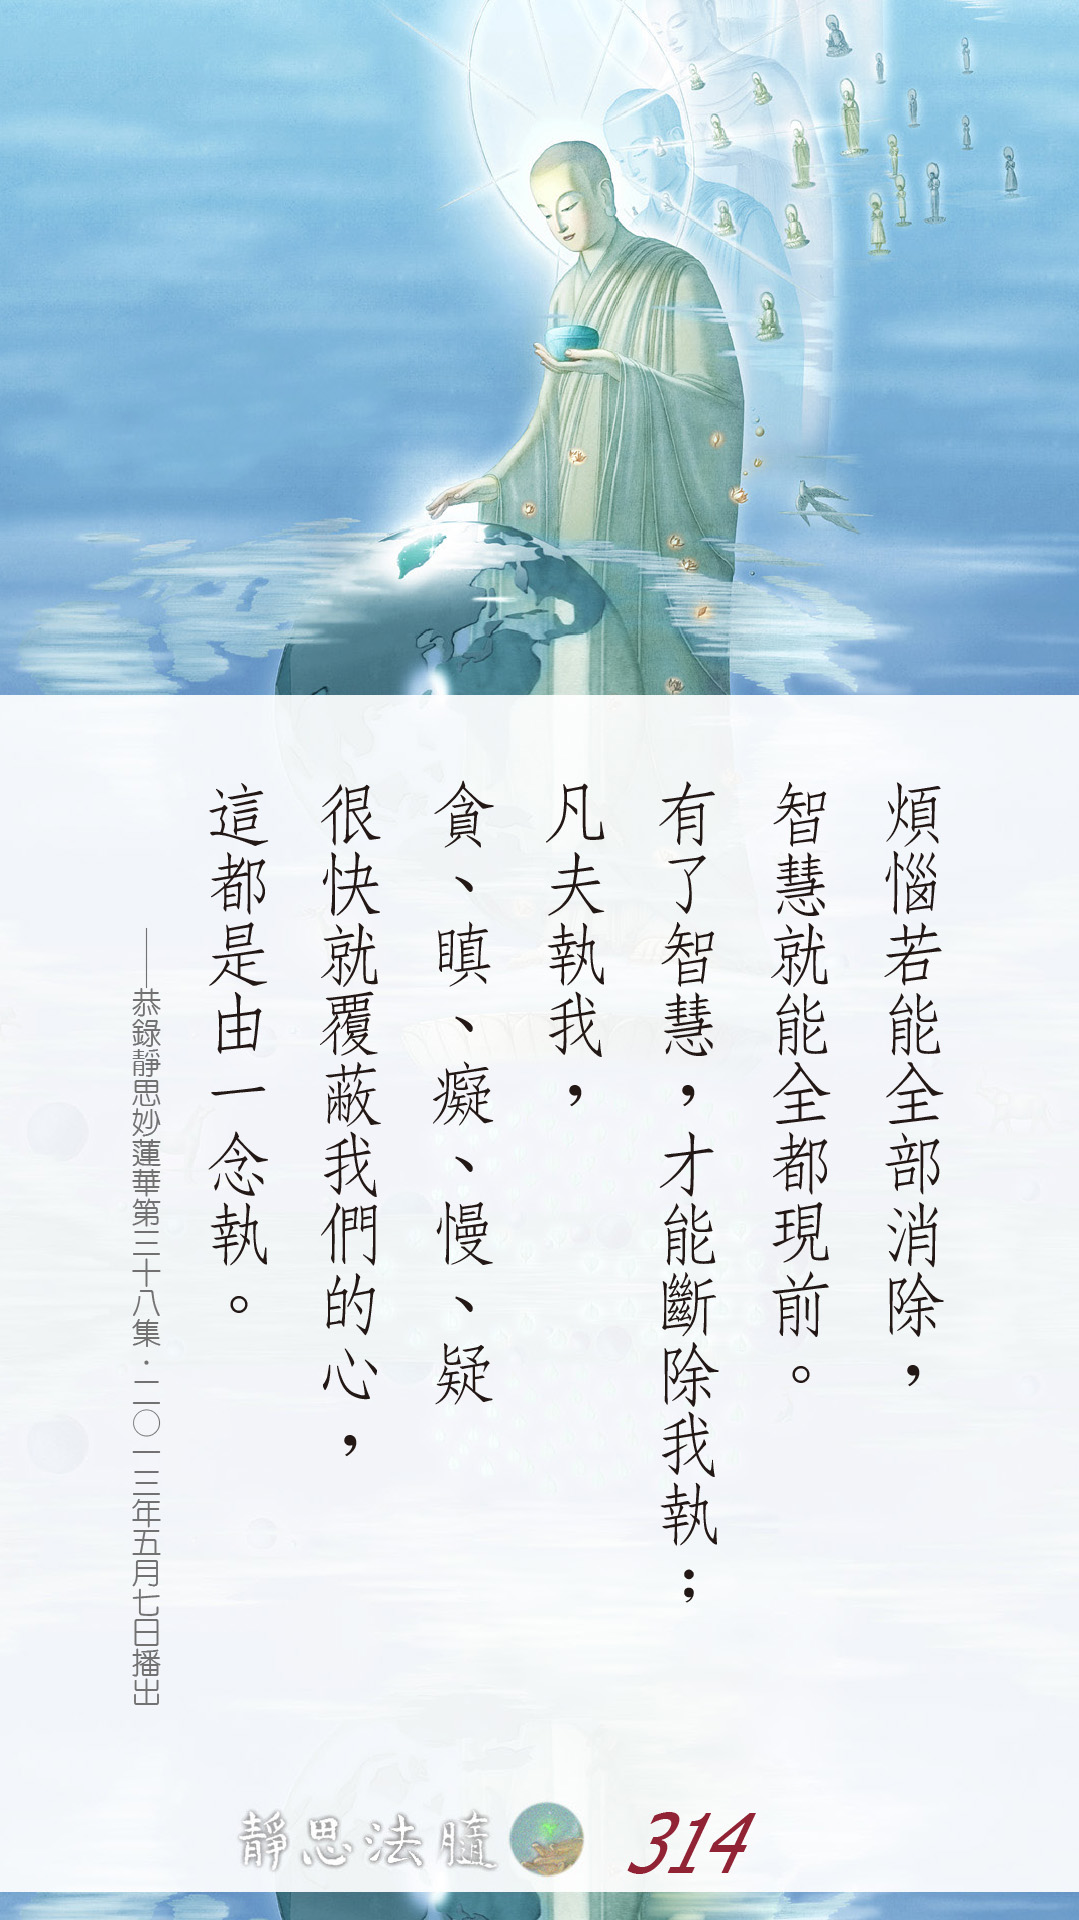 煩惱若能全部消除，
智慧就能全都現前。
有了智慧，才能斷除我執；
凡夫執我，
貪、瞋、癡、慢、疑
很快就覆蔽我們的心，
這都是由一念執。
——恭錄靜思妙蓮華第三十八集．二〇一三年五月七日播出
靜思法髓
314